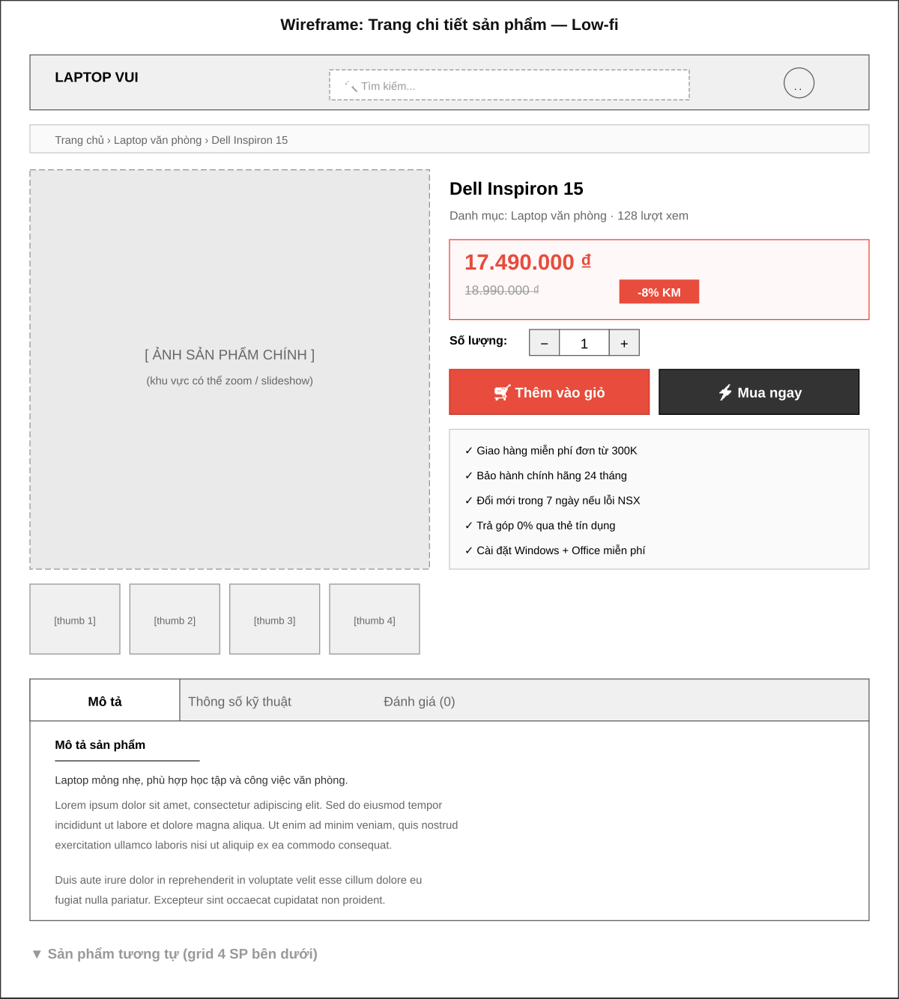 Wireframe: Trang chi tiết sản phẩm — Low-fi
LAPTOP VUI
Tìm kiếm...
Trang chủ › Laptop văn phòng › Dell Inspiron 15
[ ẢNH SẢN PHẨM CHÍNH ]
(khu vực có thể zoom / slideshow)
[thumb 1]
[thumb 2]
[thumb 3]
[thumb 4]
Dell Inspiron 15
Danh mục: Laptop văn phòng · 128 lượt xem
17.490.000 ₫
18.990.000 ₫
-8% KM
Số lượng:
− 1 +
🛒 Thêm vào giỏ
⚡ Mua ngay
✓ Giao hàng miễn phí đơn từ 300K
✓ Bảo hành chính hãng 24 tháng
✓ Đổi mới trong 7 ngày nếu lỗi NSX
✓ Trả góp 0% qua thẻ tín dụng
✓ Cài đặt Windows + Office miễn phí
Mô tả
Thông số kỹ thuật
Đánh giá (0)
Mô tả sản phẩm
Laptop mỏng nhẹ, phù hợp học tập và công việc văn phòng.
Lorem ipsum dolor sit amet, consectetur adipiscing elit. Sed do eiusmod tempor
incididunt ut labore et dolore magna aliqua. Ut enim ad minim veniam, quis nostrud
exercitation ullamco laboris nisi ut aliquip ex ea commodo consequat.
Duis aute irure dolor in reprehenderit in voluptate velit esse cillum dolore eu
fugiat nulla pariatur. Excepteur sint occaecat cupidatat non proident.
▼ Sản phẩm tương tự (grid 4 SP bên dưới)